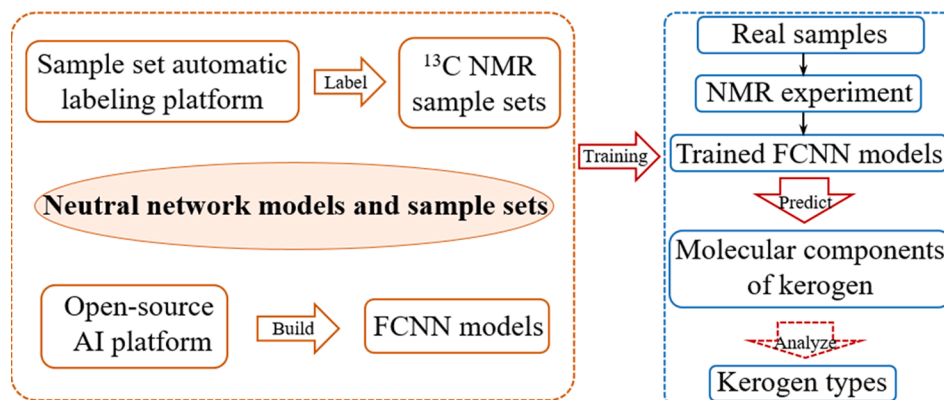 Sample set automatic
labeling platform
Label
¹³C NMR
sample sets
Neutral network models and sample sets
Open-source
AI platform
Build
FCNN models
Training
Real samples
NMR experiment
Trained FCNN models
Predict
Molecular components
of kerogen
Analyze
Kerogen types